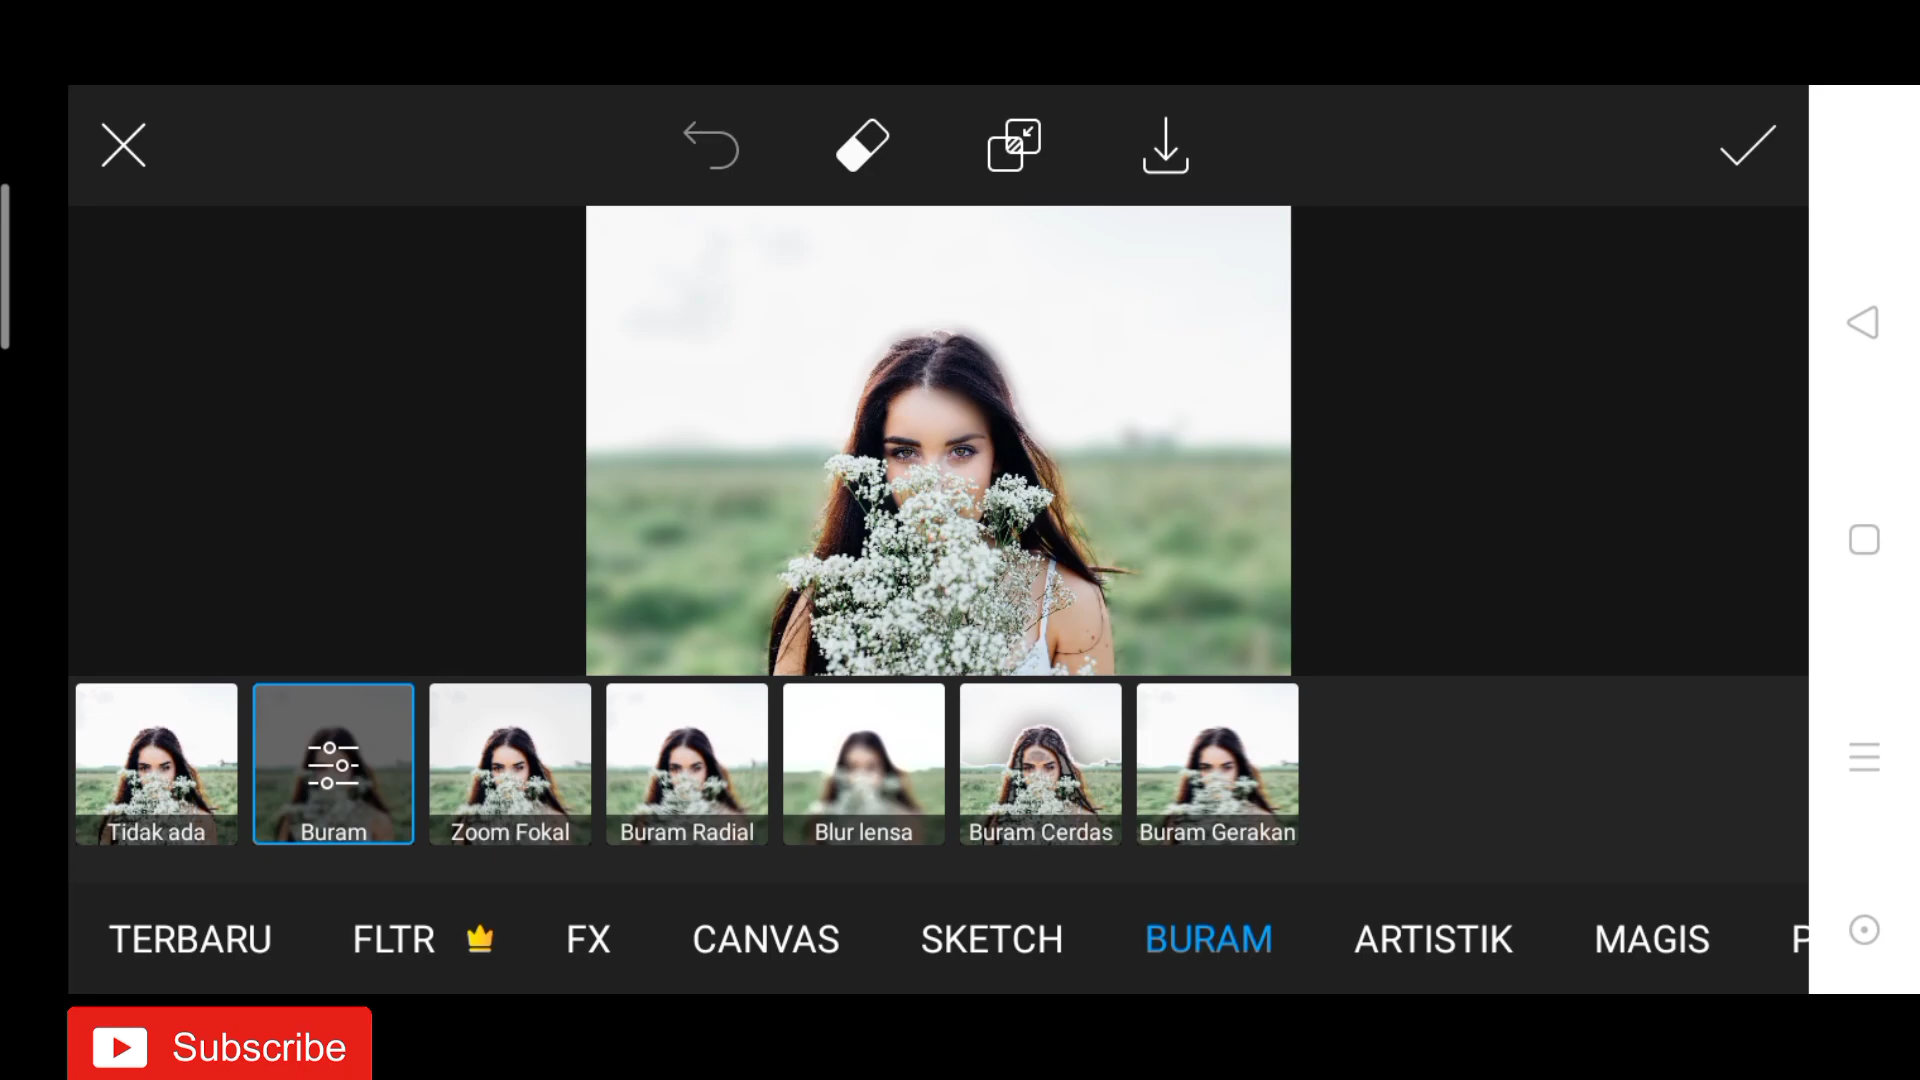 Tidak ada
Buram
Zoom Fokal
Buram Radial
Blur lensa
Buram Cerdas
Buram Gerakan
TERBARU FLTR FX CANVAS SKETCH BURAM ARTISTIK MAGIS
Subscribe